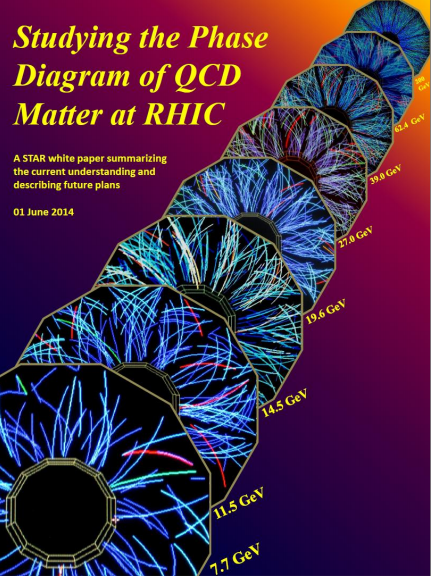 Studying the Phase
Diagram of QCD
Matter at RHIC
A STAR white paper summarizing
the current understanding and
describing future plans
01 June 2014
GeV
62.4 GeV
39.0 GeV
27.0 GeV
19.6 GeV
14.5 GeV
11.5 GeV
7.7 GeV